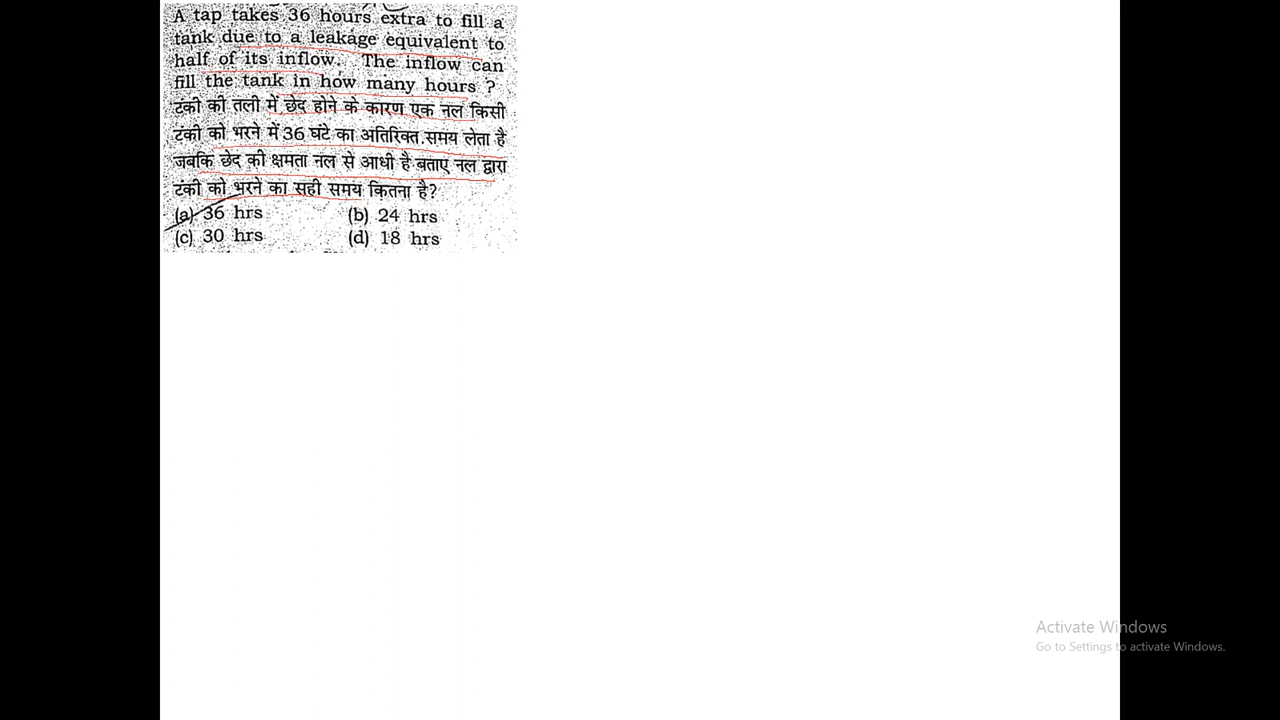 A tap takes 36 hours extra to fill a
tank due to a leakage equivalent to
half of its inflow. The inflow can
fill the tank in how many hours ?
टंकी की तली में छेद होने के कारण एक नल किसी
टंकी को भरने में 36 घंटे का अतिरिक्त समय लेता है
जबकि छेद की क्षमता नल से आधी है बताए नल द्वारा
टंकी को भरने का सही समय कितना है?
(a) 36 hrs (b) 24 hrs
(c) 30 hrs (d) 18 hrs
Activate Windows
Go to Settings to activate Windows.